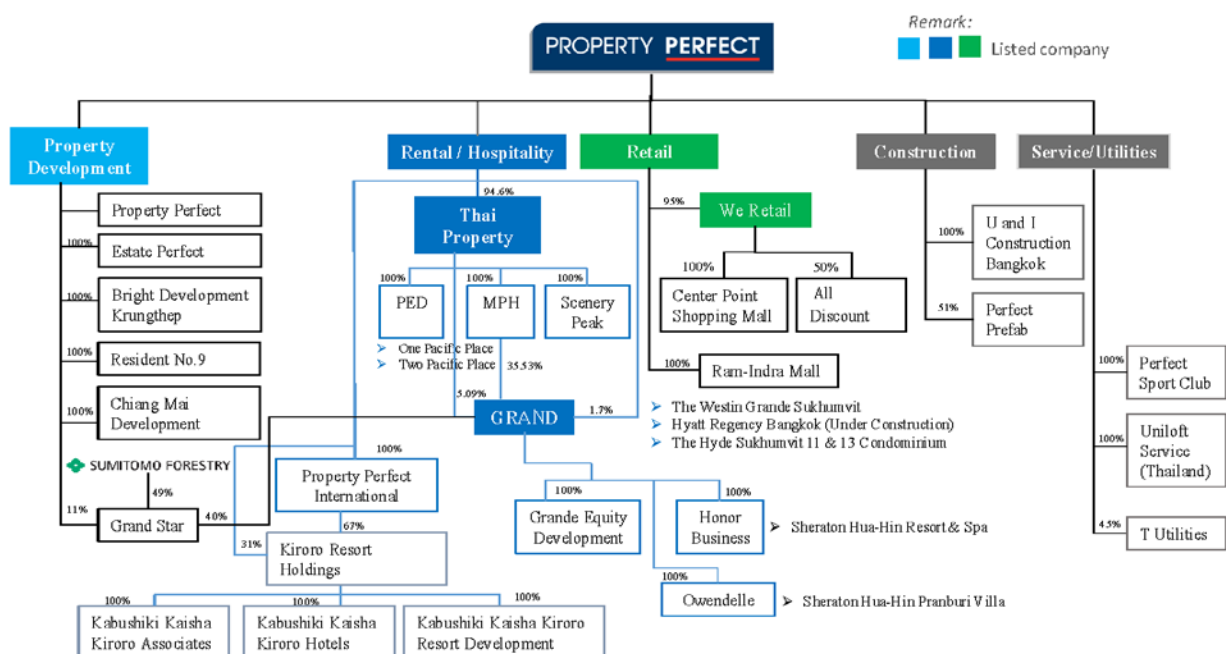 PROPERTY PERFECT
Remark:
Listed company
Property
Development
Rental / Hospitality
Retail
Construction
Service/Utilities
Property Perfect
100%
Estate Perfect
100%
Bright Development
Krungthep
100%
Resident No.9
100%
Chiang Mai
Development
SUMITOMO FORESTRY
49%
11%
Grand Star
40%
94.6%
Thai
Property
100%
PED
100%
MPH
100%
Scenery
Peak
➢ One Pacific Place
➢ Two Pacific Place
35.53%
5.09%
GRAND
1.7%
100%
Property Perfect
International
67%
31%
Kiroro Resort
Holdings
100%
Kabushiki Kaisha
Kiroro Associates
100%
Kabushiki Kaisha
Kiroro Hotels
100%
Kabushiki Kaisha Kiroro
Resort Development
95%
We Retail
100%
Center Point
Shopping Mall
50%
All
Discount
100%
Ram-Indra Mall
➢ The Westin Grande Sukhumvit
➢ Hyatt Regency Bangkok (Under Construction)
➢ The Hyde Sukhumvit 11 & 13 Condominium
100%
Grande Equity
Development
100%
Honor
Business
➢ Sheraton Hua-Hin Resort & Spa
100%
Owendelle
➢ Sheraton Hua-Hin Pranburi Villa
100%
U and I
Construction
Bangkok
51%
Perfect
Prefab
100%
Perfect
Sport Club
100%
Uniloft
Service
(Thailand)
45%
T Utilities